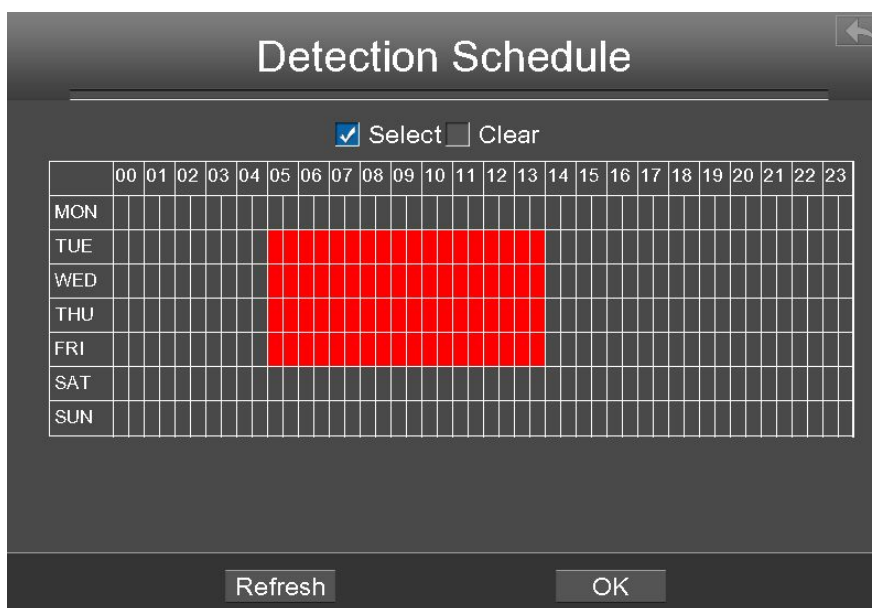 Detection Schedule
Select Clear
00 01 02 03 04 05 06 07 08 09 10 11 12 13 14 15 16 17 18 19 20 21 22 23
MON
TUE
WED
THU
FRI
SAT
SUN
Refresh OK